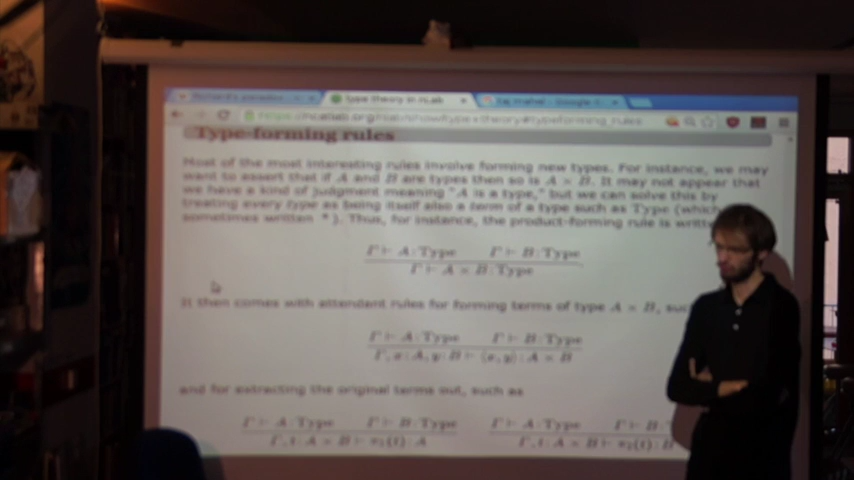 type theory in nLab
taj mahal - Google
Type-forming rules
Most of the most interesting rules involve forming new types. For instance, we may
want to assert that if A and B are types then so is A × B. It may not appear that
we have a kind of judgment meaning "A is a type," but we can solve this by
treating every type as being itself also a term of a type such as Type (which
sometimes written *). Thus, for instance, the product-forming rule is
Γ ⊢ A : Type Γ ⊢ B : Type
Γ ⊢ A × B : Type
It then comes with attendant rules for forming terms of type A × B,
Γ ⊢ A : Type Γ ⊢ B : Type
Γ, x : A, y : B ⊢ ⟨x, y⟩ : A × B
and for extracting the original terms out, such as
Γ ⊢ A : Type Γ ⊢ B : Type Γ ⊢ A : Type Γ ⊢ B :
Γ, t : A × B ⊢ π₁(t) : A Γ, t : A × B ⊢ π₂(t) : B